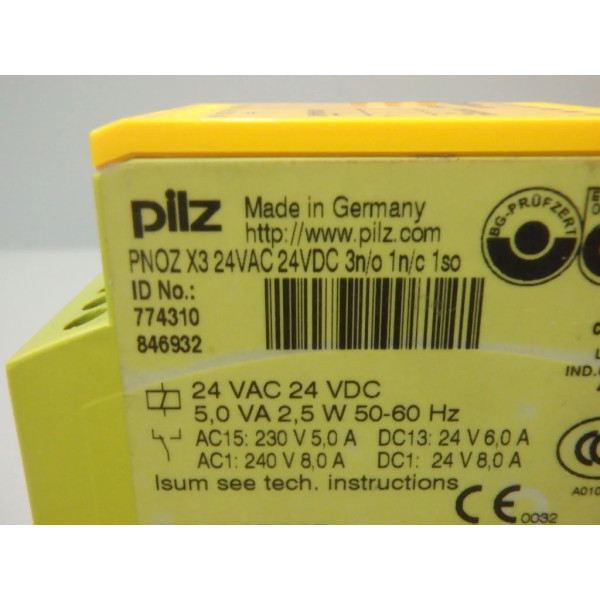 pilz
Made in Germany
http://www.pilz.com
PNOZ X3 24VAC 24VDC 3n/o 1n/c 1so
ID No.:
774310
846932
BG-PRÜFZERT
24 VAC 24 VDC
5,0 VA 2,5 W 50-60 Hz
AC15: 230 V 5,0 A DC13: 24 V 6,0 A
AC1: 240 V 8,0 A DC1: 24 V 8,0 A
Isum see tech. instructions
CE 0032
IND.
A010